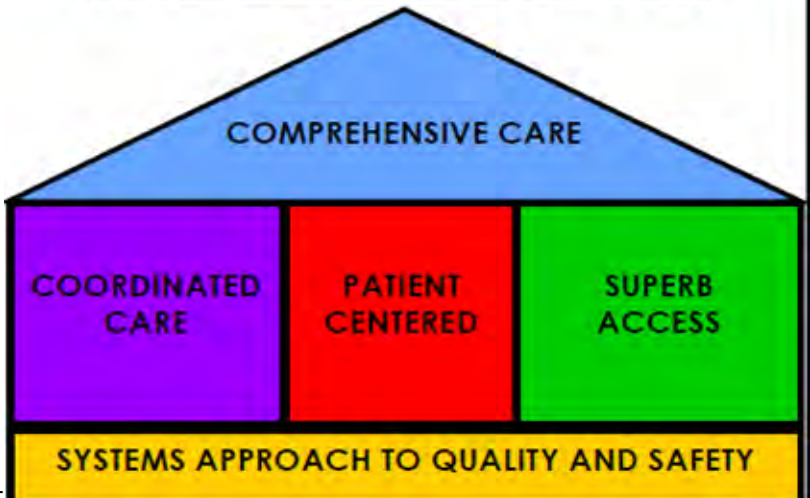 COMPREHENSIVE CARE
COORDINATED
CARE
PATIENT
CENTERED
SUPERB
ACCESS
SYSTEMS APPROACH TO QUALITY AND SAFETY